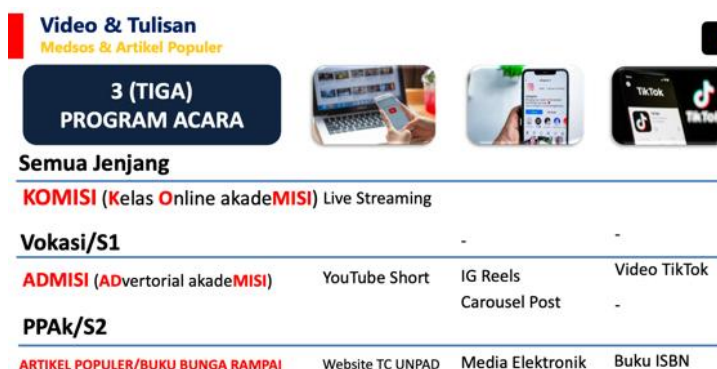 Video & Tulisan
Medsos & Artikel Populer
3 (TIGA)
PROGRAM ACARA
TikTok
TikTok
Semua Jenjang
KOMISI (Kelas Online akadeMISI) Live Streaming
Vokasi/S1 - -
ADMISI (ADvertorial akadeMISI) YouTube Short IG Reels Video TikTok
Carousel Post -
PPAk/S2
ARTIKEL POPULER/BUKU BUNGA RAMPAI Website TC UNPAD Media Elektronik Buku ISBN